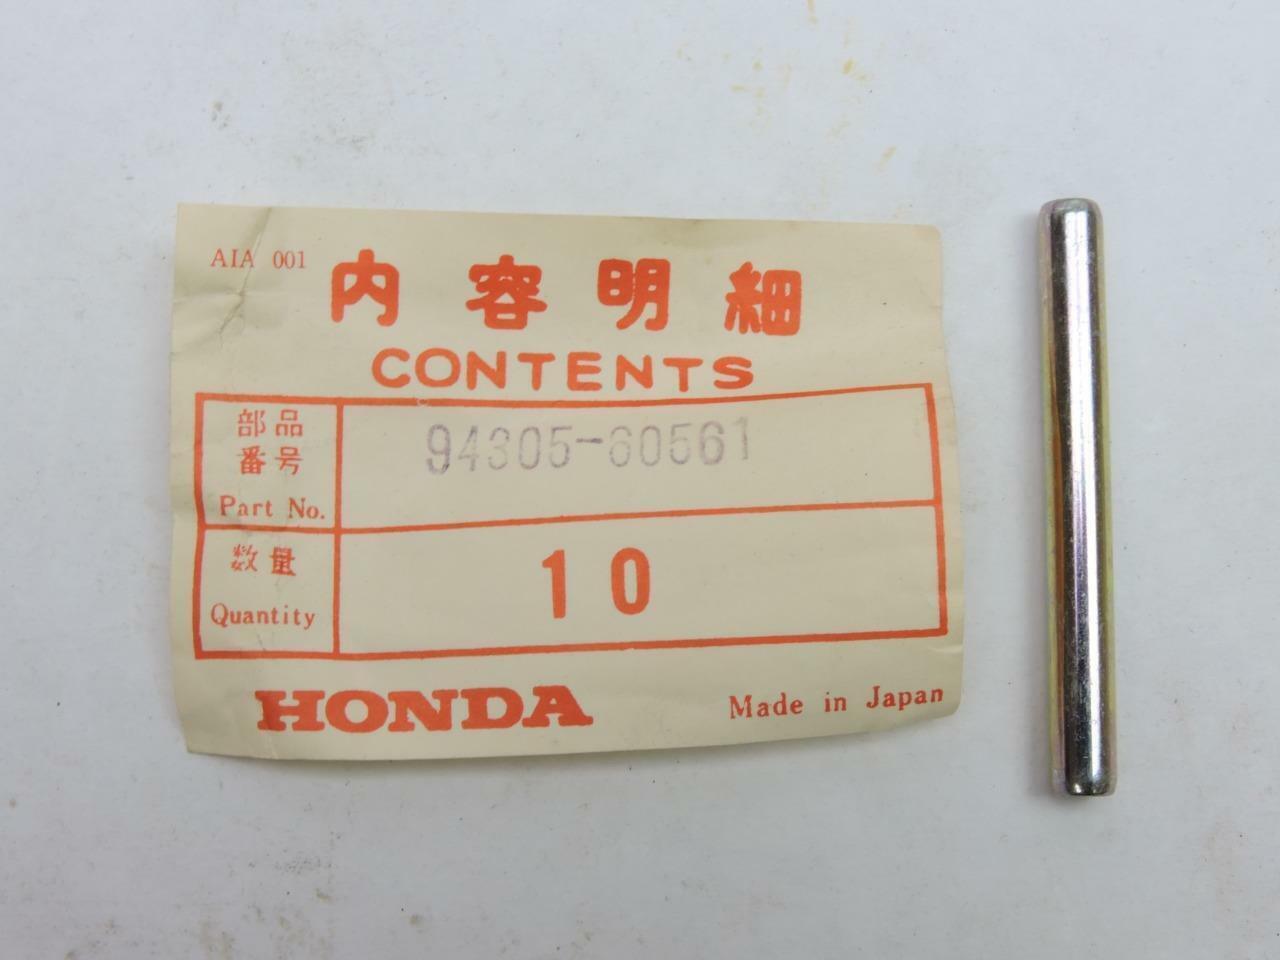 AIA 001
内容明細
CONTENTS
部品
番号
Part No.
94305-60561
数量
Quantity
10
HONDA
Made in Japan